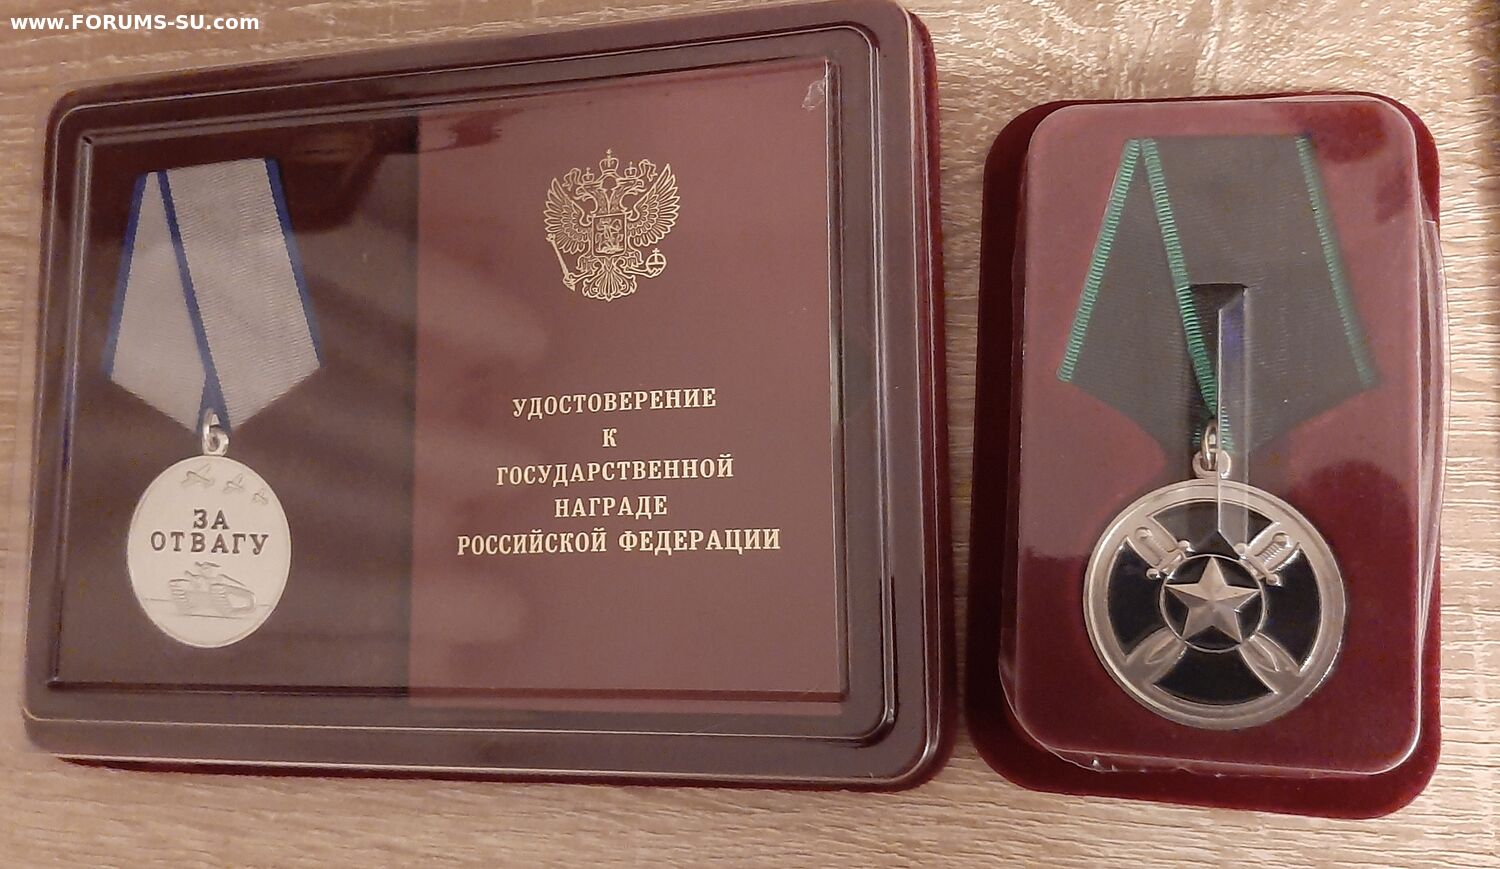 www.FORUMS-SU.com
ЗА
ОТВАГУ
УДОСТОВЕРЕНИЕ
К
ГОСУДАРСТВЕННОЙ
НАГРАДЕ
РОССИЙСКОЙ ФЕДЕРАЦИИ